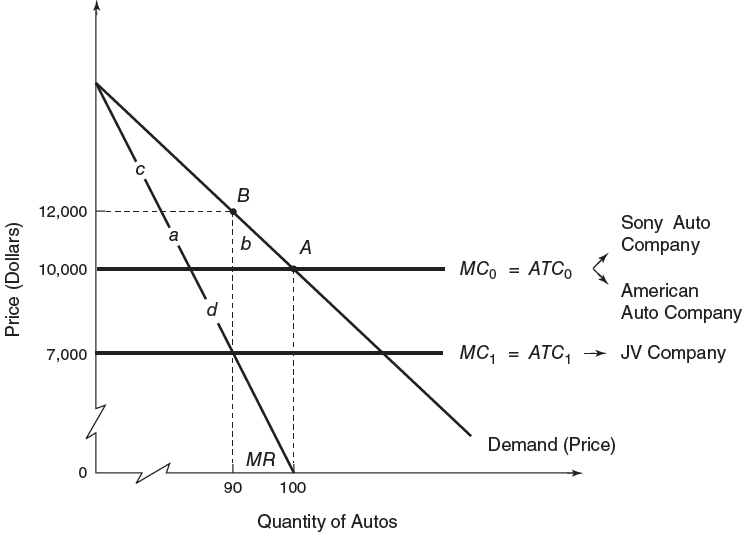 c
B
12,000
a
b
A
Sony Auto
Company
10,000
MC₀ = ATC₀
American
Auto Company
d
7,000
MC₁ = ATC₁
JV Company
Demand (Price)
MR
0
90
100
Quantity of Autos
Price (Dollars)